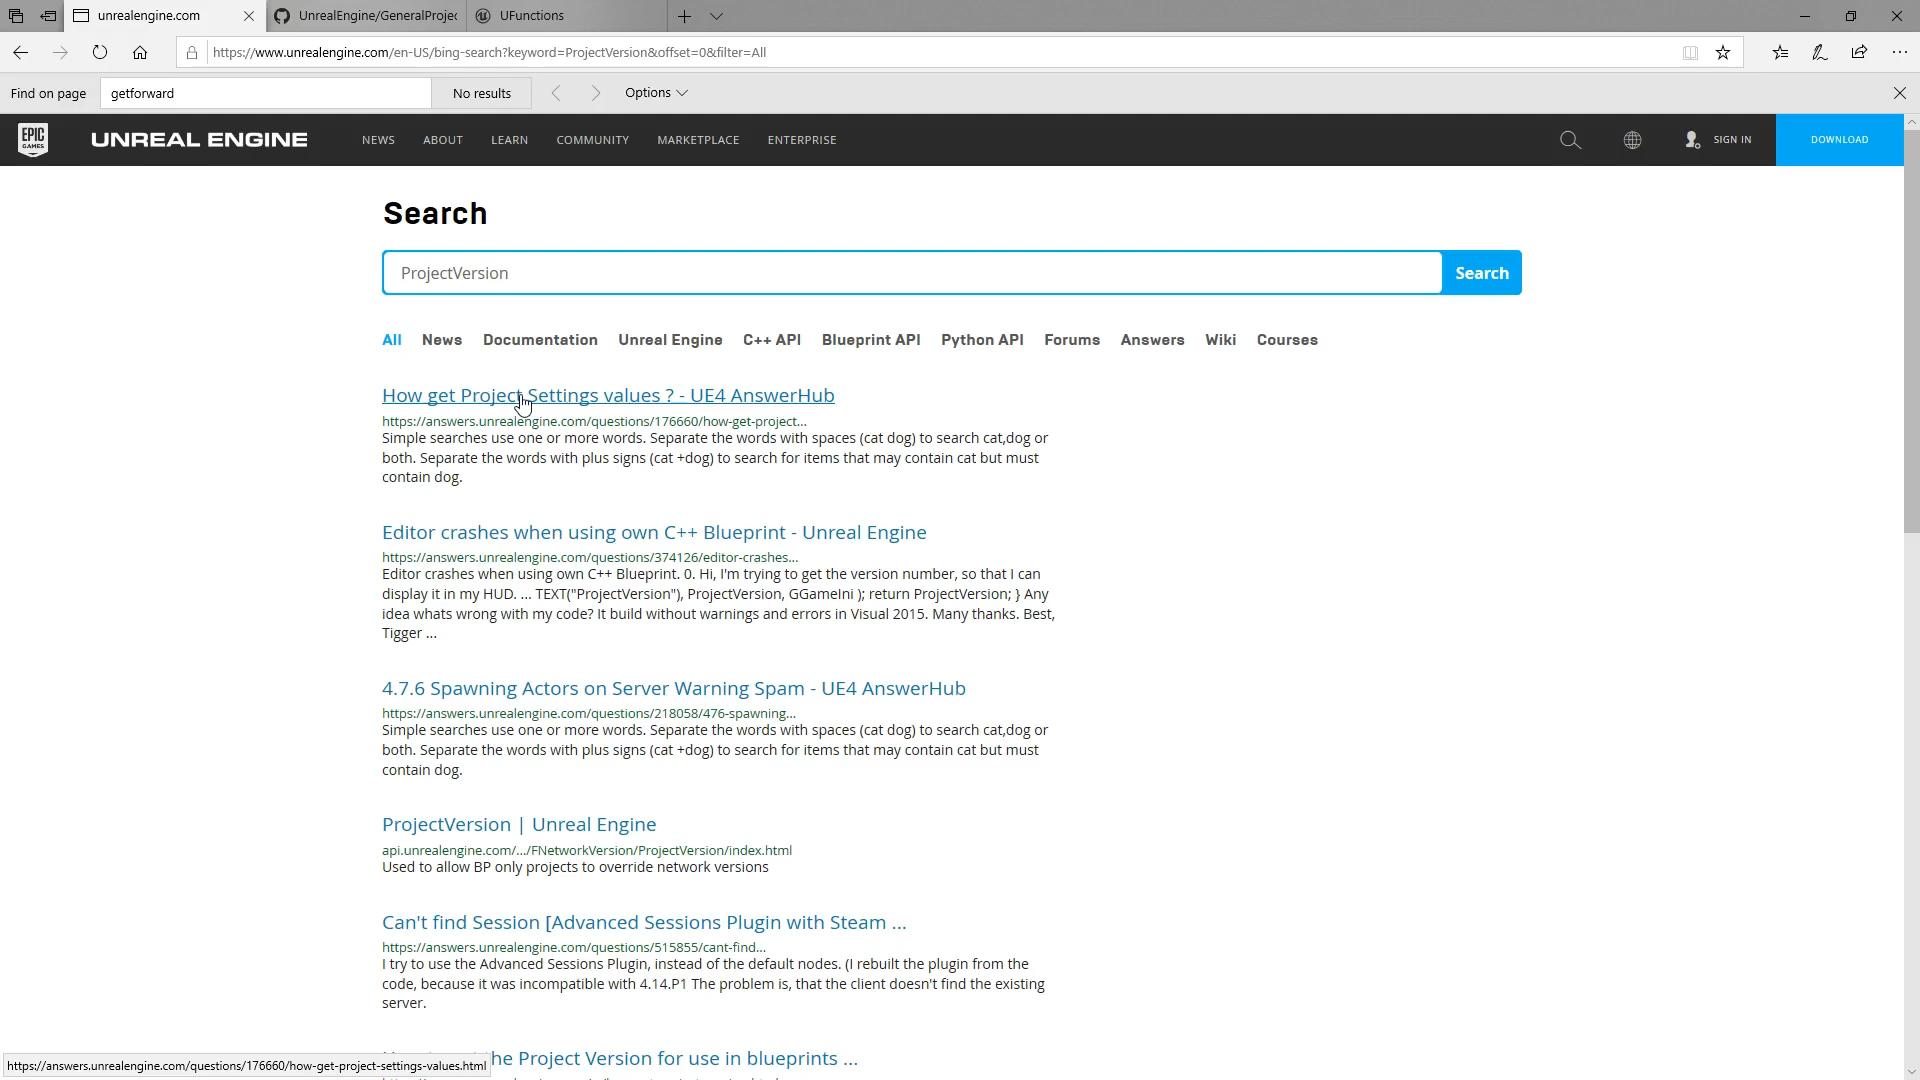 unrealengine.com
UnrealEngine/GeneralProjec
UFunctions
https://www.unrealengine.com/en-US/bing-search?keyword=ProjectVersion&offset=0&filter=All
Find on page
getforward
No results
Options
EPIC GAMES
UNREAL ENGINE
NEWS
ABOUT
LEARN
COMMUNITY
MARKETPLACE
ENTERPRISE
SIGN IN
DOWNLOAD
Search
ProjectVersion
Search
All
News
Documentation
Unreal Engine
C++ API
Blueprint API
Python API
Forums
Answers
Wiki
Courses
How get Project Settings values ? - UE4 AnswerHub
https://answers.unrealengine.com/questions/176660/how-get-project...
Simple searches use one or more words. Separate the words with spaces (cat dog) to search cat,dog or
both. Separate the words with plus signs (cat +dog) to search for items that may contain cat but must
contain dog.
Editor crashes when using own C++ Blueprint - Unreal Engine
https://answers.unrealengine.com/questions/374126/editor-crashes...
Editor crashes when using own C++ Blueprint. 0. Hi, I'm trying to get the version number, so that I can
display it in my HUD. ... TEXT("ProjectVersion"), ProjectVersion, GGameIni ); return ProjectVersion; } Any
idea whats wrong with my code? It build without warnings and errors in Visual 2015. Many thanks. Best,
Tigger ...
4.7.6 Spawning Actors on Server Warning Spam - UE4 AnswerHub
https://answers.unrealengine.com/questions/218058/476-spawning...
Simple searches use one or more words. Separate the words with spaces (cat dog) to search cat,dog or
both. Separate the words with plus signs (cat +dog) to search for items that may contain cat but must
contain dog.
ProjectVersion | Unreal Engine
api.unrealengine.com/.../FNetworkVersion/ProjectVersion/index.html
Used to allow BP only projects to override network versions
Can't find Session [Advanced Sessions Plugin with Steam ...
https://answers.unrealengine.com/questions/515855/cant-find...
I try to use the Advanced Sessions Plugin, instead of the default nodes. (I rebuilt the plugin from the
code, because it was incompatible with 4.14.P1 The problem is, that the client doesn't find the existing
server.
he Project Version for use in blueprints ...
https://answers.unrealengine.com/questions/176660/how-get-project-settings-values.html